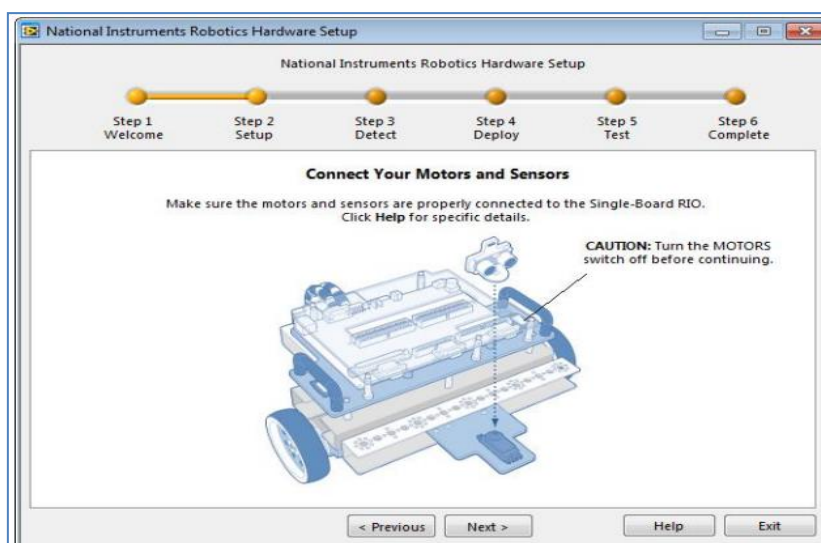 National Instruments Robotics Hardware Setup
National Instruments Robotics Hardware Setup
Step 1
Welcome
Step 2
Setup
Step 3
Detect
Step 4
Deploy
Step 5
Test
Step 6
Complete
Connect Your Motors and Sensors
Make sure the motors and sensors are properly connected to the Single-Board RIO.
Click Help for specific details.
CAUTION: Turn the MOTORS
switch off before continuing.
< Previous
Next >
Help
Exit